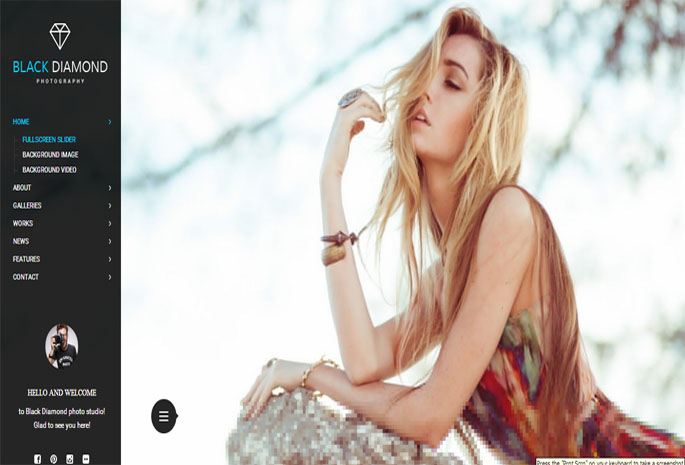 BLACK DIAMOND
PHOTOGRAPHY
HOME
FULLSCREEN SLIDER
BACKGROUND IMAGE
BACKGROUND VIDEO
ABOUT
GALLERIES
WORKS
NEWS
FEATURES
CONTACT
HELLO AND WELCOME
to Black Diamond photo studio!
Glad to see you here!
Press the "Prnt Scrn" on your keyboard to take a screenshot